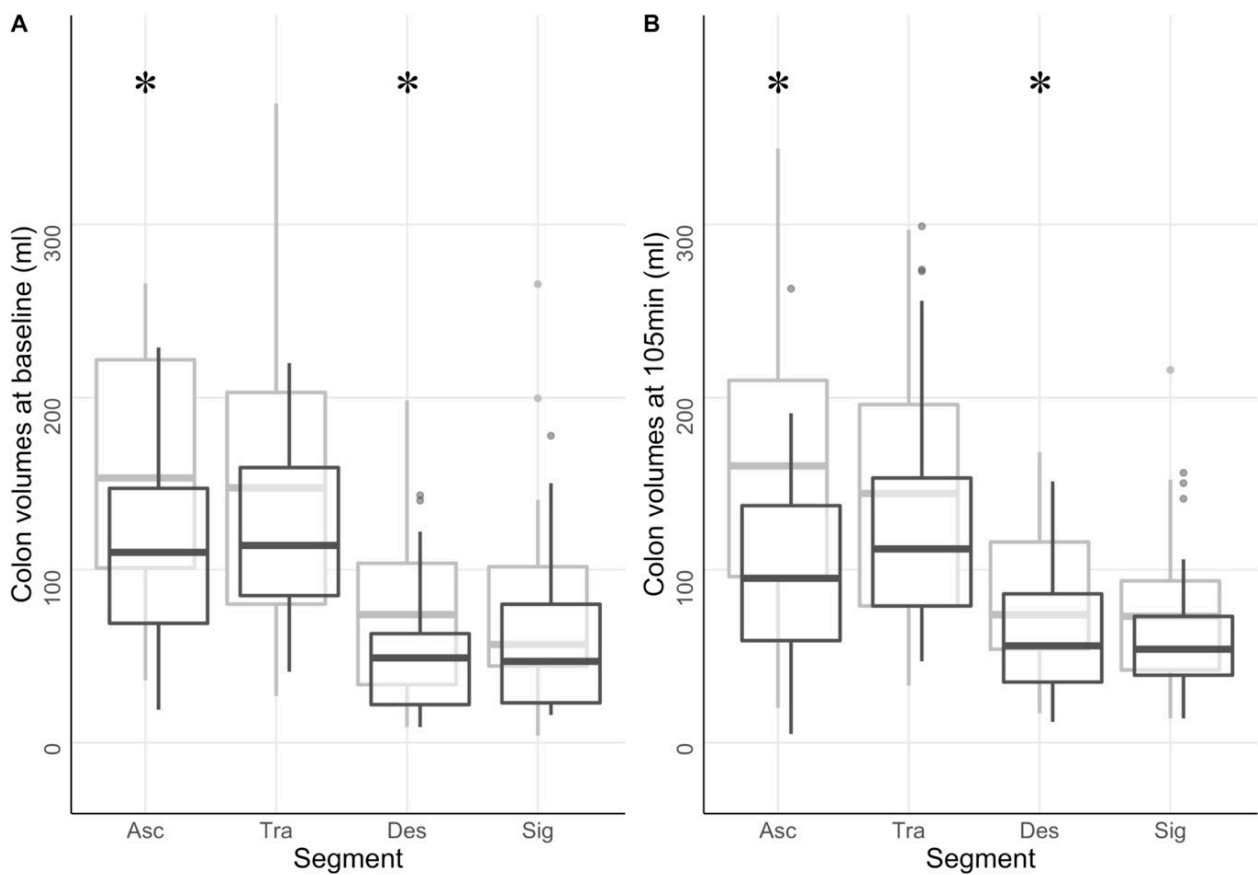 A
* *
Colon volumes at baseline (ml)
300
200
100
0
Asc Tra Des Sig
Segment
B
* *
Colon volumes at 105min (ml)
300
200
100
0
Asc Tra Des Sig
Segment